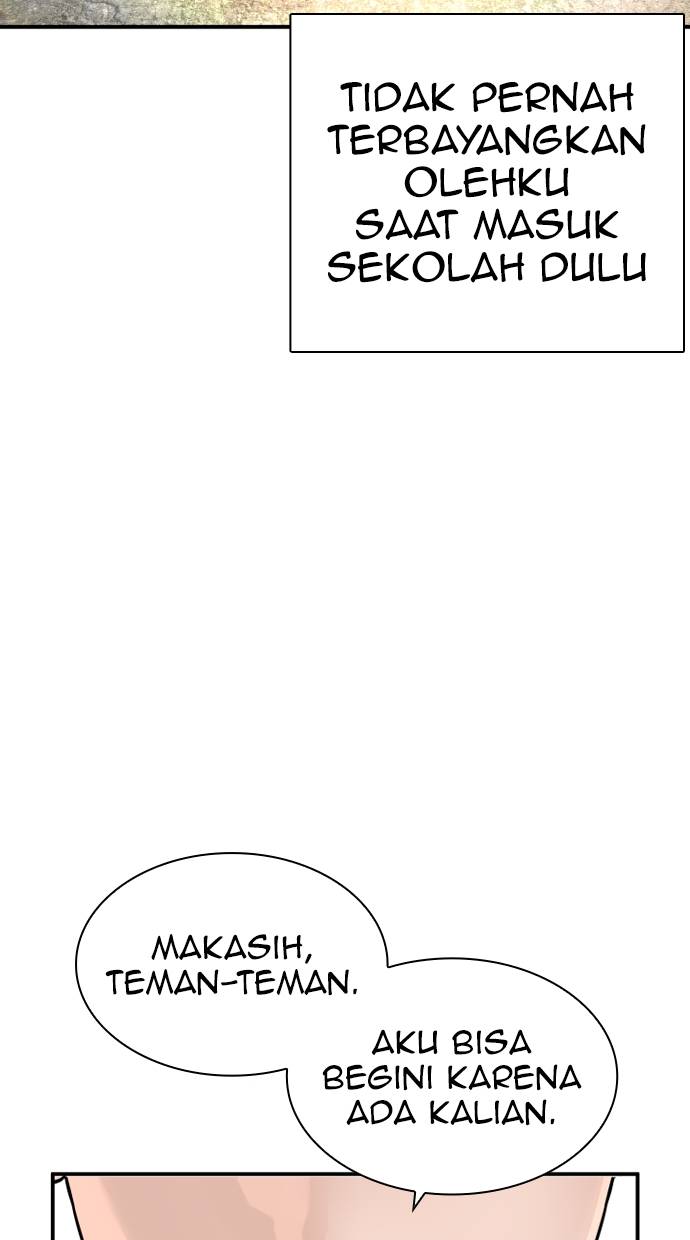 TIDAK PERNAH
TERBAYANGKAN
OLEHKU
SAAT MASUK
SEKOLAH DULU
MAKASIH,
TEMAN-TEMAN.
AKU BISA
BEGINI KARENA
ADA KALIAN.